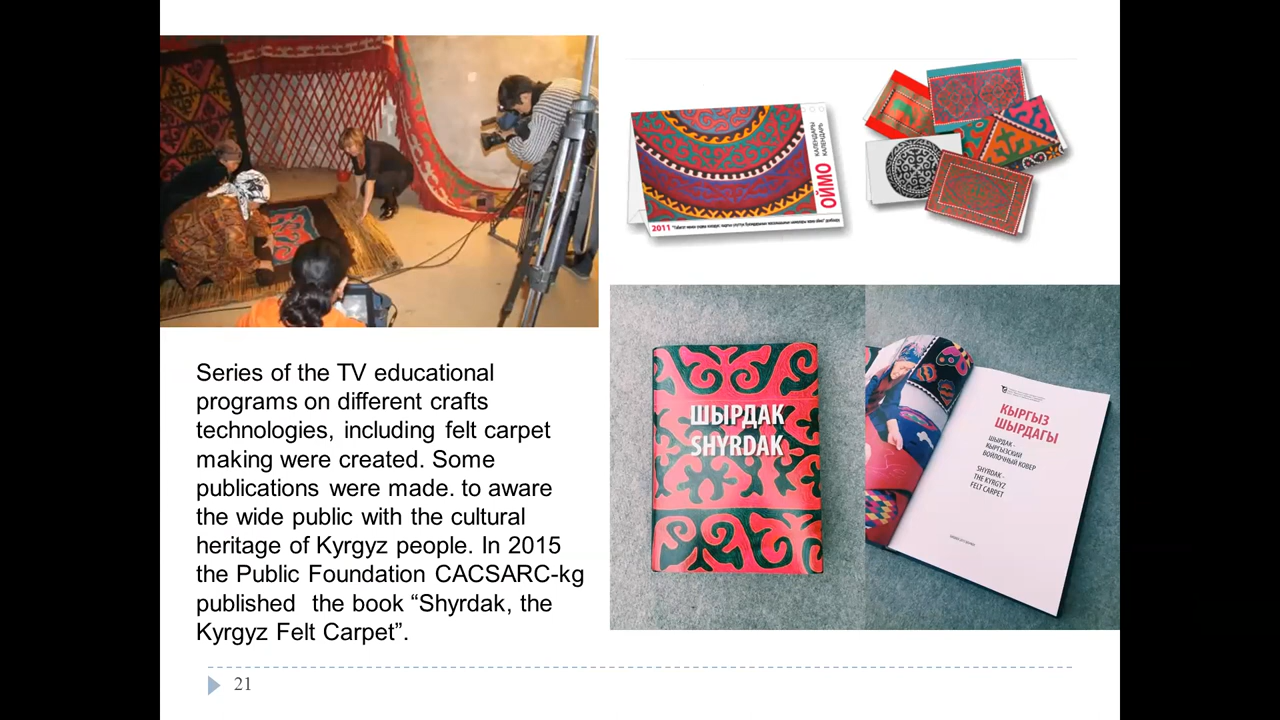 ОЙМО
КАЛЕНДАРЫ
КАЛЕНДАРЬ
2011
ШЫРДАК
SHYRDAK
КЫРГЫЗ
ШЫРДАГЫ
ШЫРДАК -
КЫРГЫЗСКИЙ
ВОЙЛОЧНЫЙ КОВЕР
SHYRDAK -
THE KYRGYZ
FELT CARPET
Series of the TV educational
programs on different crafts
technologies, including felt carpet
making were created. Some
publications were made. to aware
the wide public with the cultural
heritage of Kyrgyz people. In 2015
the Public Foundation CACSARC-kg
published the book “Shyrdak, the
Kyrgyz Felt Carpet”.
21